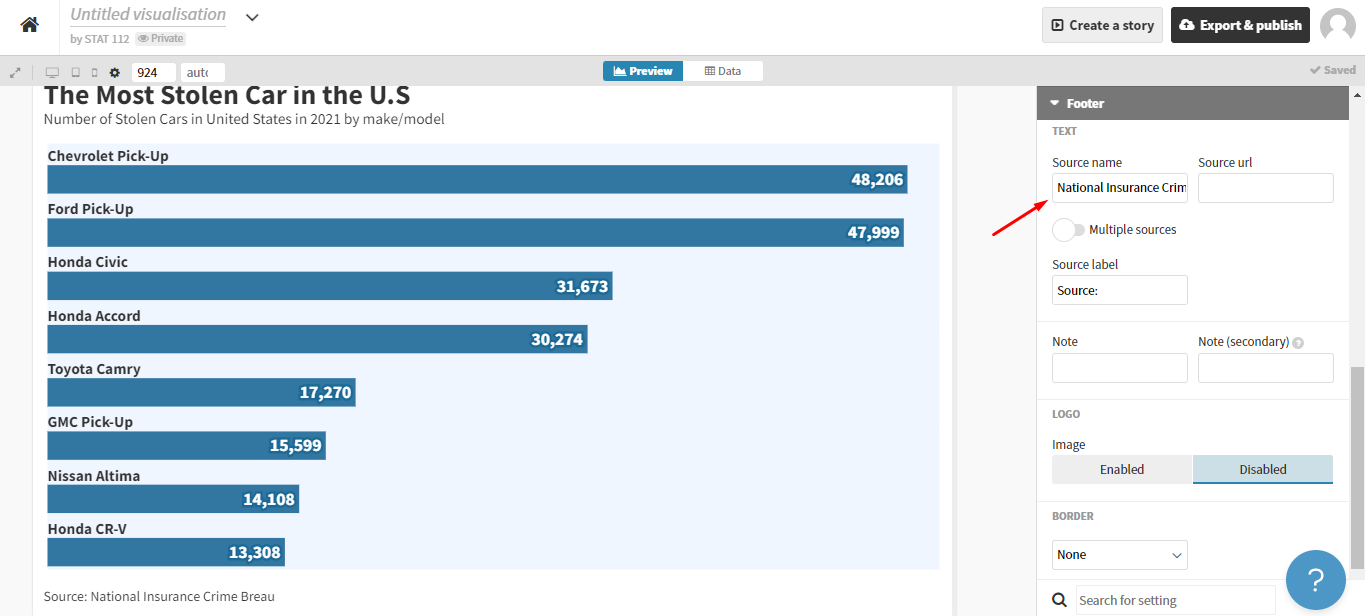 Untitled visualisation
by STAT 112 Private
Create a story
Export & publish
924
auto
Preview
Data
Saved
The Most Stolen Car in the U.S
Number of Stolen Cars in United States in 2021 by make/model
Chevrolet Pick-Up
48,206
Ford Pick-Up
47,999
Honda Civic
31,673
Honda Accord
30,274
Toyota Camry
17,270
GMC Pick-Up
15,599
Nissan Altima
14,108
Honda CR-V
13,308
Source: National Insurance Crime Breau
Footer
TEXT
Source name Source url
National Insurance Crim
Multiple sources
Source label
Source:
Note Note (secondary) ?
LOGO
Image
Enabled Disabled
BORDER
None
?
Search for setting